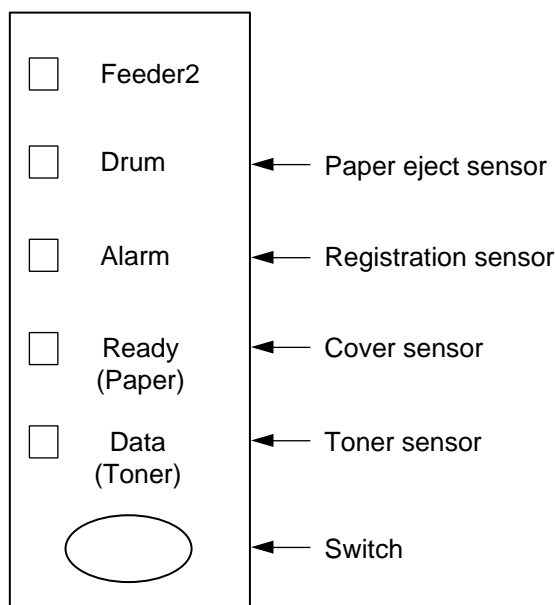 Feeder2
Drum
Paper eject sensor
Alarm
Registration sensor
Ready
(Paper)
Cover sensor
Data
(Toner)
Toner sensor
Switch